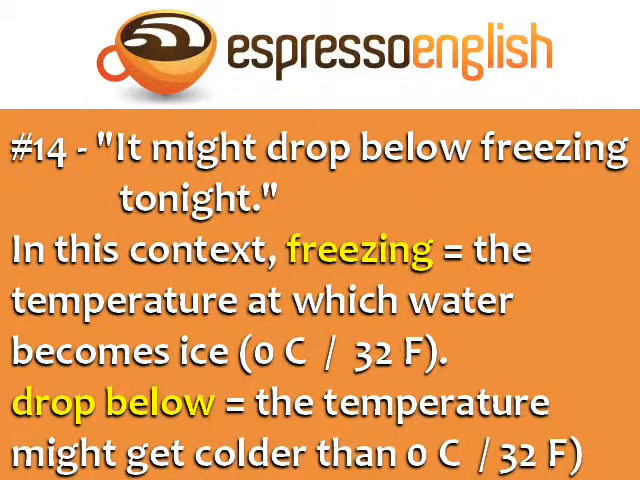 espressoenglish
#14 - "It might drop below freezing
tonight."
In this context, freezing = the
temperature at which water
becomes ice (0 C / 32 F).
drop below = the temperature
might get colder than 0 C / 32 F)